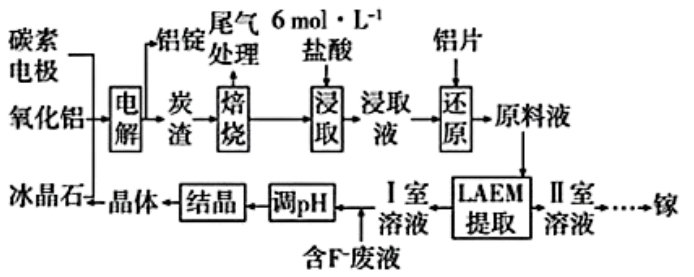 碳素电极
氧化铝
冰晶石
电解
铝锭
炭渣
焙烧
尾气处理
6 mol·L⁻¹盐酸
浸取
浸取液
铝片
还原
原料液
LAEM提取
Ⅱ室溶液
……
镓
Ⅰ室溶液
含F⁻废液
调pH
结晶
晶体